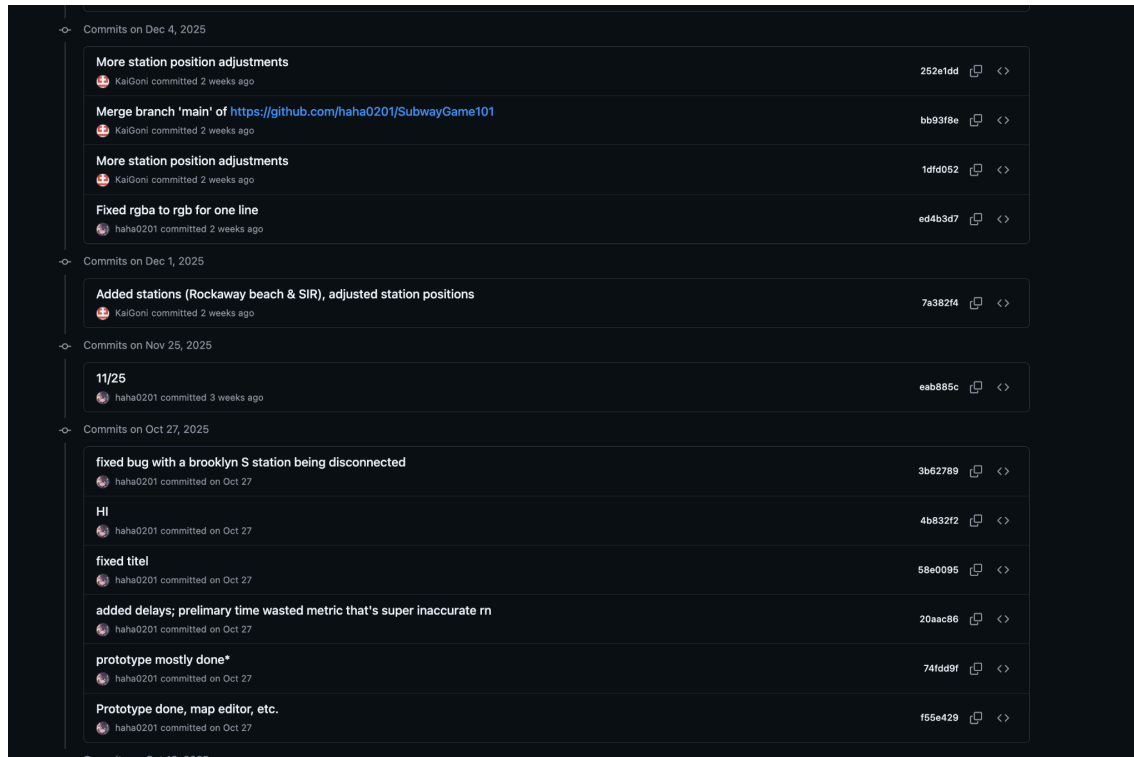 Commits on Dec 4, 2025
More station position adjustments
KaiGoni committed 2 weeks ago
252e1dd
Merge branch 'main' of https://github.com/haha0201/SubwayGame101
KaiGoni committed 2 weeks ago
bb93f8e
More station position adjustments
KaiGoni committed 2 weeks ago
1dfd052
Fixed rgba to rgb for one line
haha0201 committed 2 weeks ago
ed4b3d7
Commits on Dec 1, 2025
Added stations (Rockaway beach & SIR), adjusted station positions
KaiGoni committed 2 weeks ago
7a382f4
Commits on Nov 25, 2025
11/25
haha0201 committed 3 weeks ago
eab885c
Commits on Oct 27, 2025
fixed bug with a brooklyn S station being disconnected
haha0201 committed on Oct 27
3b62789
HI
haha0201 committed on Oct 27
4b832f2
fixed titel
haha0201 committed on Oct 27
58e0095
added delays; prelimary time wasted metric that's super inaccurate rn
haha0201 committed on Oct 27
20aac86
prototype mostly done*
haha0201 committed on Oct 27
74fdd9f
Prototype done, map editor, etc.
haha0201 committed on Oct 27
f55e429